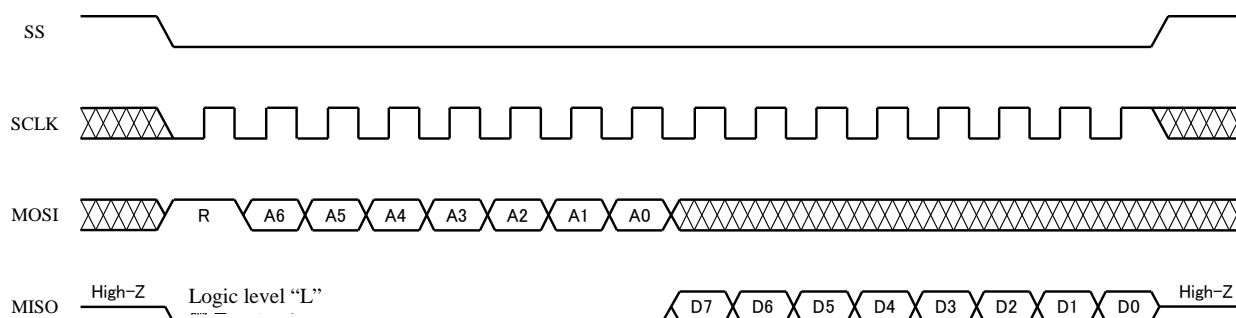 SS
SCLK
MOSI
R A6 A5 A4 A3 A2 A1 A0
MISO
High-Z
Logic level “L”
D7 D6 D5 D4 D3 D2 D1 D0
High-Z